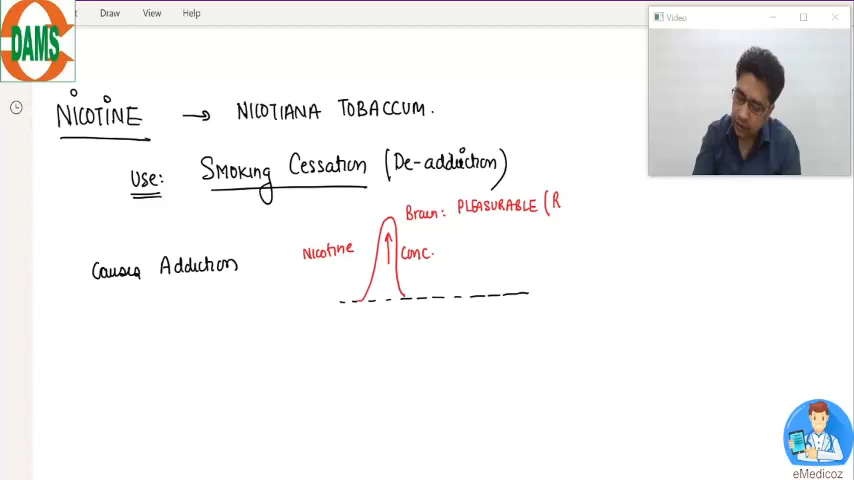 Draw View Help
Video
DAMS
NICOTINE → NICOTIANA TOBACCUM.
Use: Smoking Cessation (De-addiction)
Brain: PLEASURABLE (R
Nicotine Conc.
Causes Addiction
eMedicoz